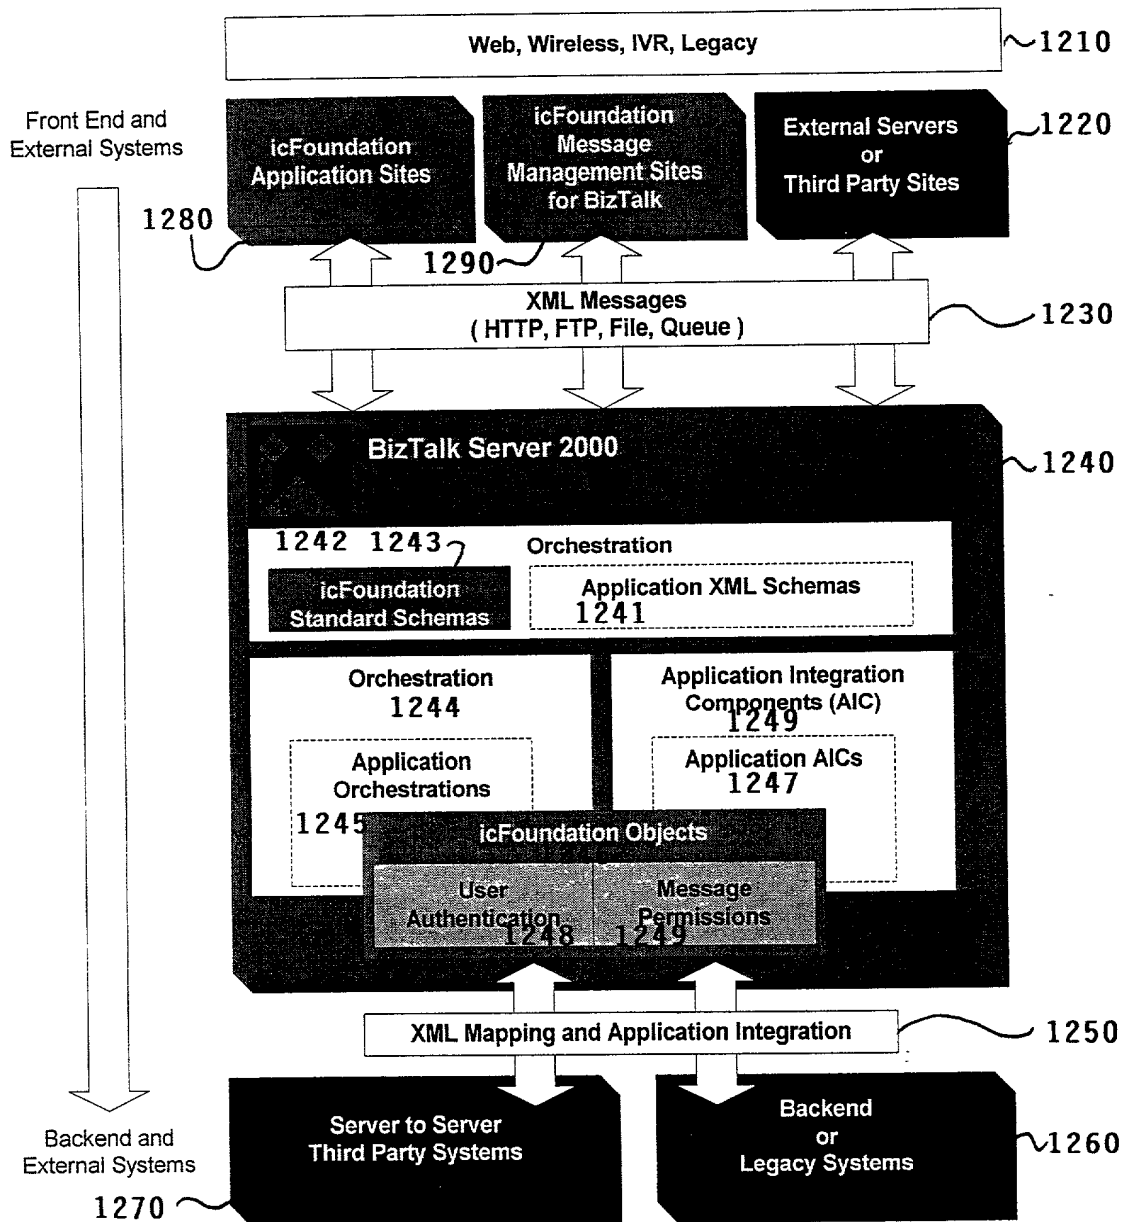 Web, Wireless, IVR, Legacy
1210
Front End and
External Systems
icFoundation
Application Sites
1280
icFoundation
Message
Management Sites
for BizTalk
1290
External Servers
or
Third Party Sites
1220
XML Messages
( HTTP, FTP, File, Queue )
1230
BizTalk Server 2000
1240
1242 1243
Orchestration
icFoundation
Standard Schemas
Application XML Schemas
1241
Orchestration
1244
Application
Orchestrations
1245
Application Integration
Components (AIC)
1249
Application AICs
1247
icFoundation Objects
User
Authentication
1248
Message
Permissions
1249
XML Mapping and Application Integration
1250
Backend and
External Systems
Server to Server
Third Party Systems
1270
Backend
or
Legacy Systems
1260